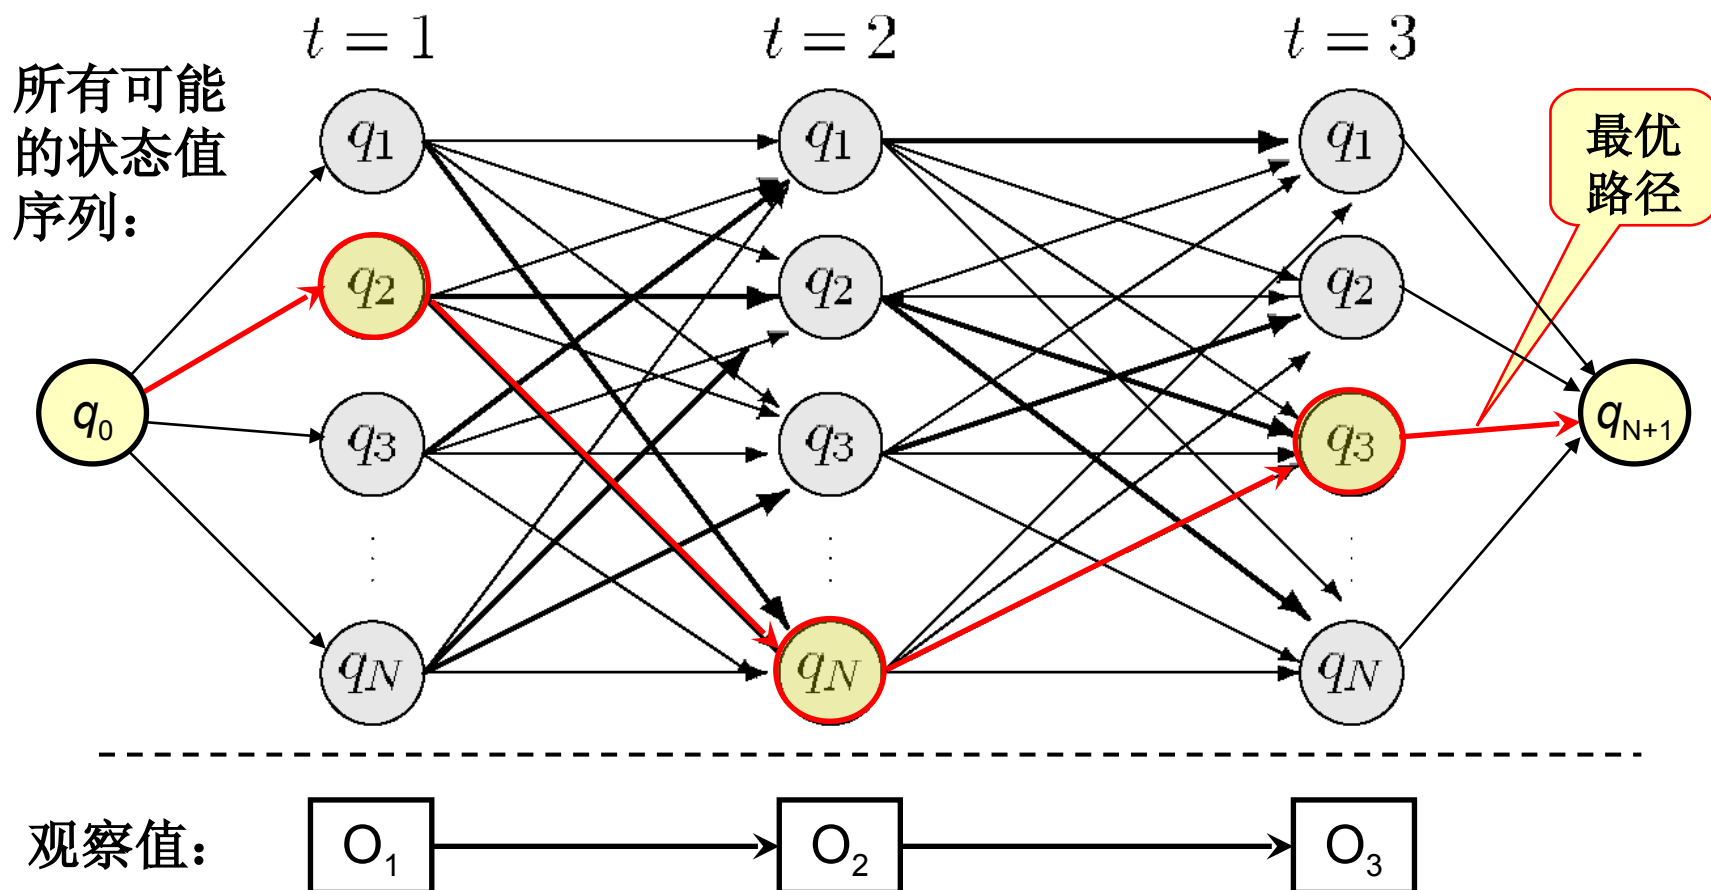 t = 1
t = 2
t = 3
所有可能
的状态值
序列：
最优
路径
q1
q1
q1
q2
q2
q2
q0
qN+1
q3
q3
q3
qN
qN
qN
观察值：
O1
O2
O3